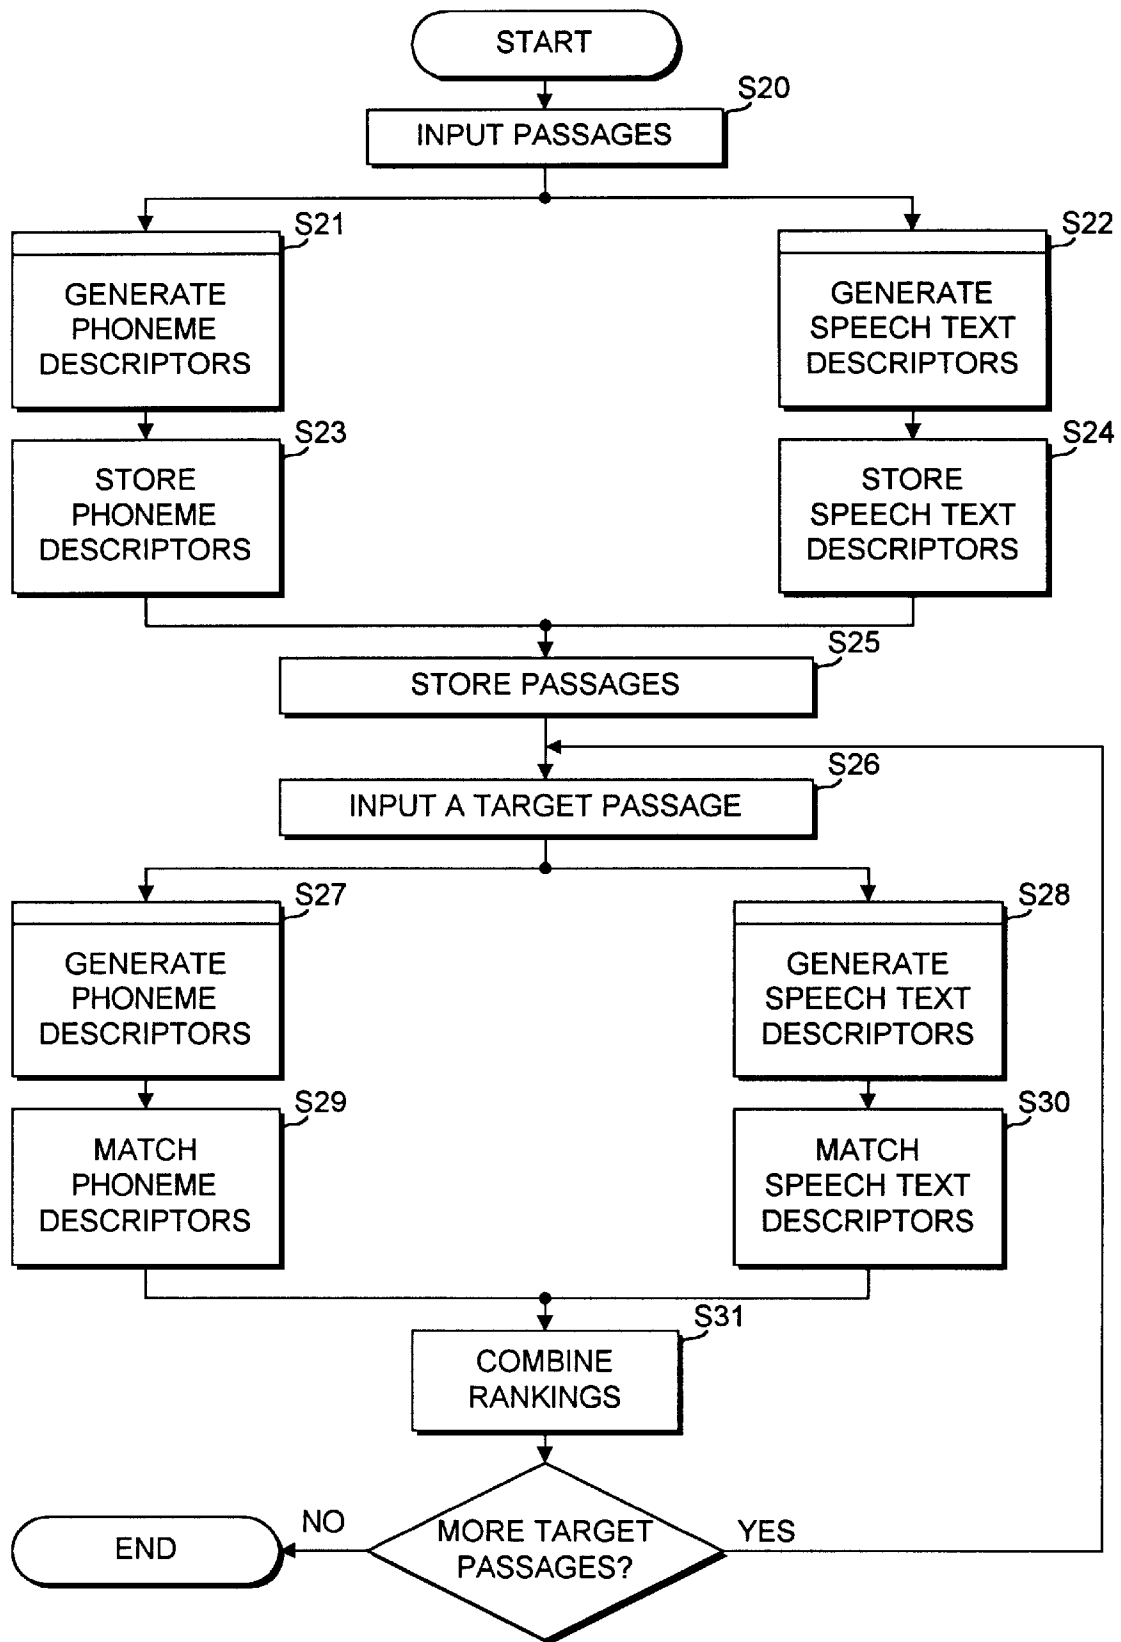 START
S20
INPUT PASSAGES
S21
GENERATE
PHONEME
DESCRIPTORS
S22
GENERATE
SPEECH TEXT
DESCRIPTORS
S23
STORE
PHONEME
DESCRIPTORS
S24
STORE
SPEECH TEXT
DESCRIPTORS
S25
STORE PASSAGES
S26
INPUT A TARGET PASSAGE
S27
GENERATE
PHONEME
DESCRIPTORS
S28
GENERATE
SPEECH TEXT
DESCRIPTORS
S29
MATCH
PHONEME
DESCRIPTORS
S30
MATCH
SPEECH TEXT
DESCRIPTORS
S31
COMBINE
RANKINGS
MORE TARGET
PASSAGES?
NO
YES
END